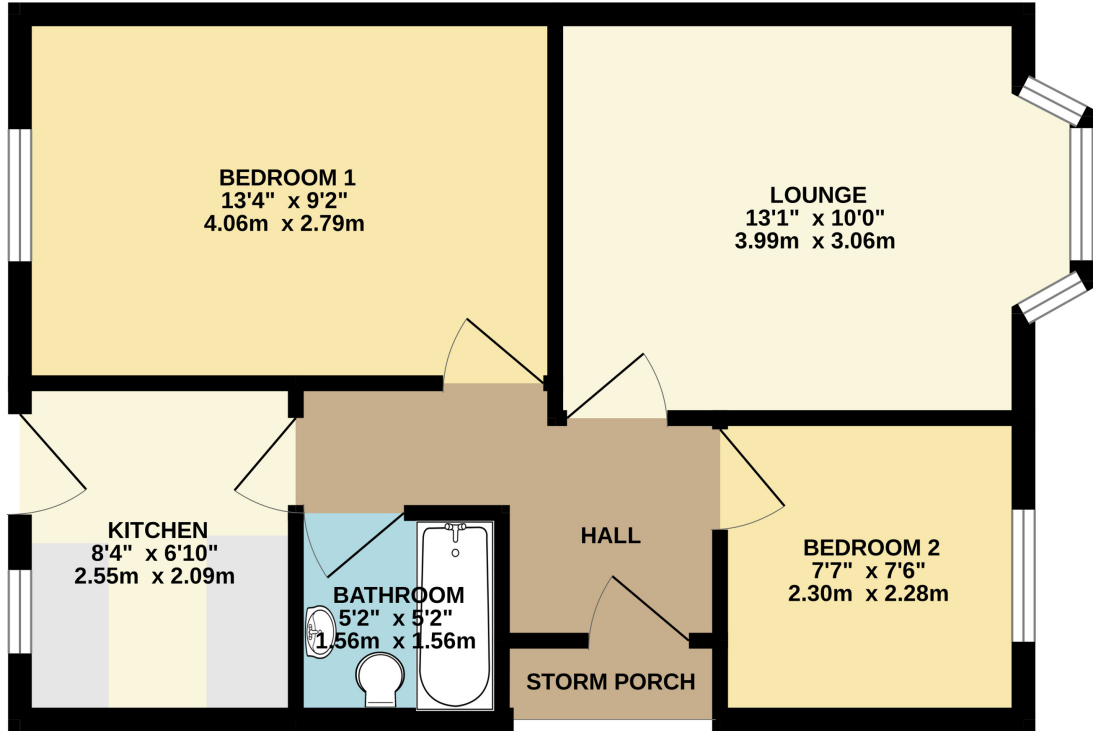 BEDROOM 1
13'4" x 9'2"
4.06m x 2.79m
LOUNGE
13'1" x 10'0"
3.99m x 3.06m
KITCHEN
8'4" x 6'10"
2.55m x 2.09m
HALL
BEDROOM 2
7'7" x 7'6"
2.30m x 2.28m
BATHROOM
5'2" x 5'2"
1.56m x 1.56m
STORM PORCH